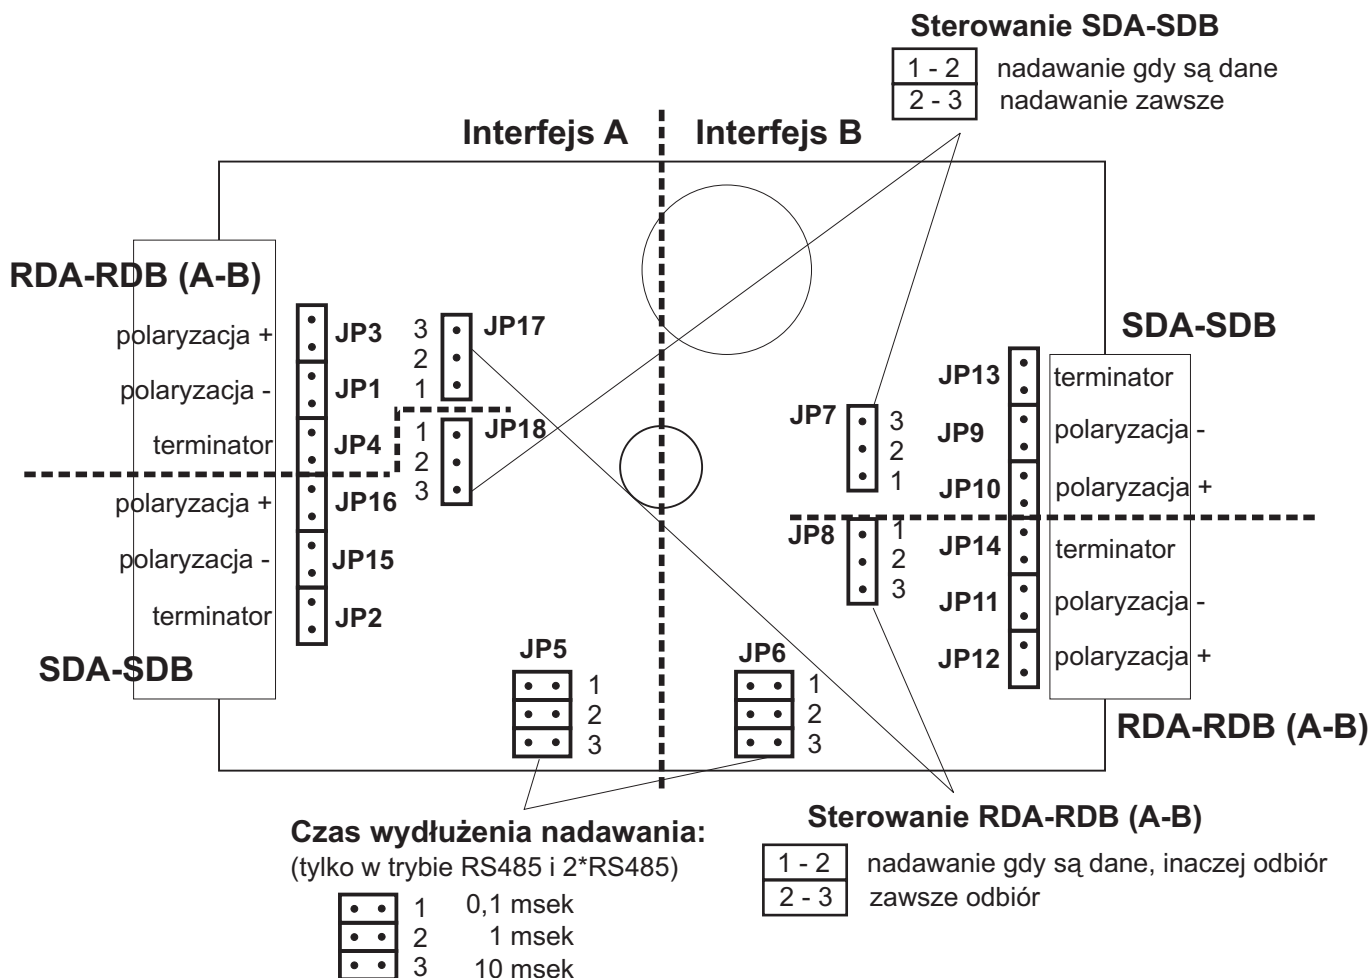 Sterowanie SDA-SDB
1 - 2 nadawanie gdy są dane
2 - 3 nadawanie zawsze
Interfejs A Interfejs B
RDA-RDB (A-B)
polaryzacja + JP3
polaryzacja - JP1
terminator JP4
polaryzacja + JP16
polaryzacja - JP15
terminator JP2
SDA-SDB
3 JP17
2
1
1 JP18
2
3
JP7 3
2
1
JP8 1
2
3
SDA-SDB
JP13 terminator
JP9 polaryzacja -
JP10 polaryzacja +
JP14 terminator
JP11 polaryzacja -
JP12 polaryzacja +
RDA-RDB (A-B)
JP5
1
2
3
JP6
1
2
3
Czas wydłużenia nadawania:
(tylko w trybie RS485 i 2*RS485)
1 0,1 msek
2 1 msek
3 10 msek
Sterowanie RDA-RDB (A-B)
1 - 2 nadawanie gdy są dane, inaczej odbiór
2 - 3 zawsze odbiór